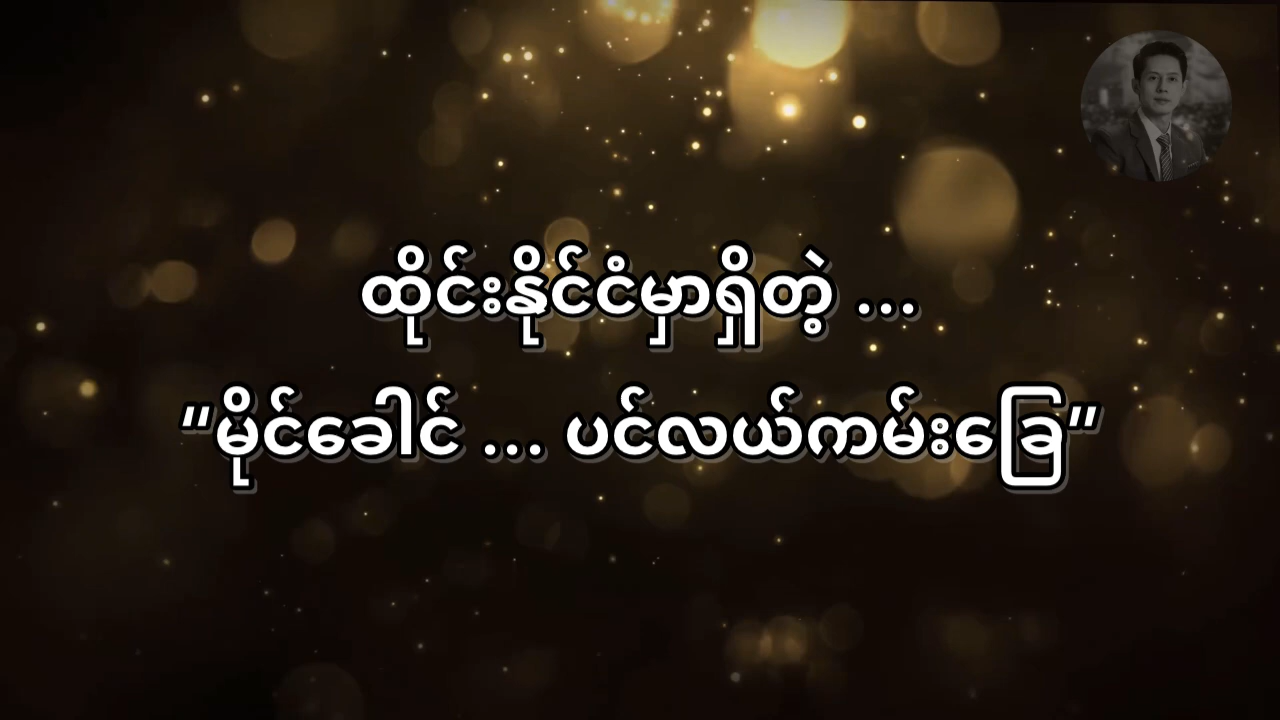 ထိုင်းနိုင်ငံမှာရှိတဲ့ ...
“မိုင်ခေါင် ... ပင်လယ်ကမ်းခြေ”